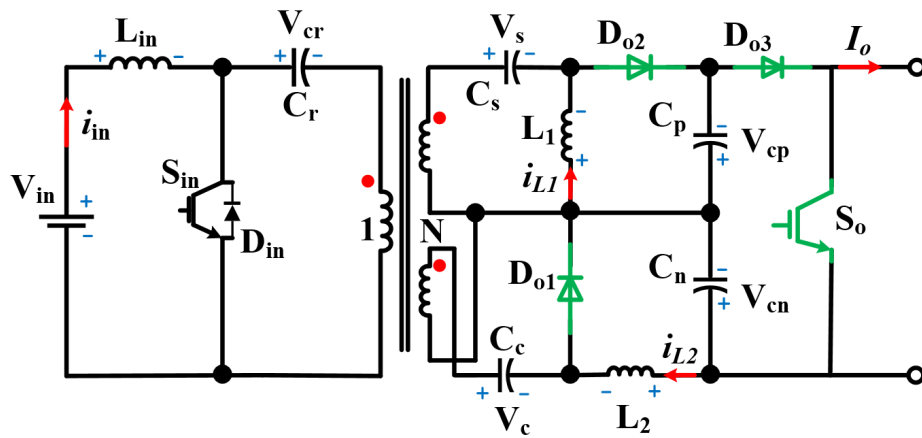 L_in
+ -
V_cr
+ -
C_r
V_s
+ -
C_s
D_o2
D_o3
I_o
i_in
V_in
+
-
S_in
D_in
1
N
-
L_1
+
i_L1
C_p
-
V_cp
+
S_o
D_o1
C_n
-
V_cn
+
C_c
+ -
V_c
i_L2
- +
L_2